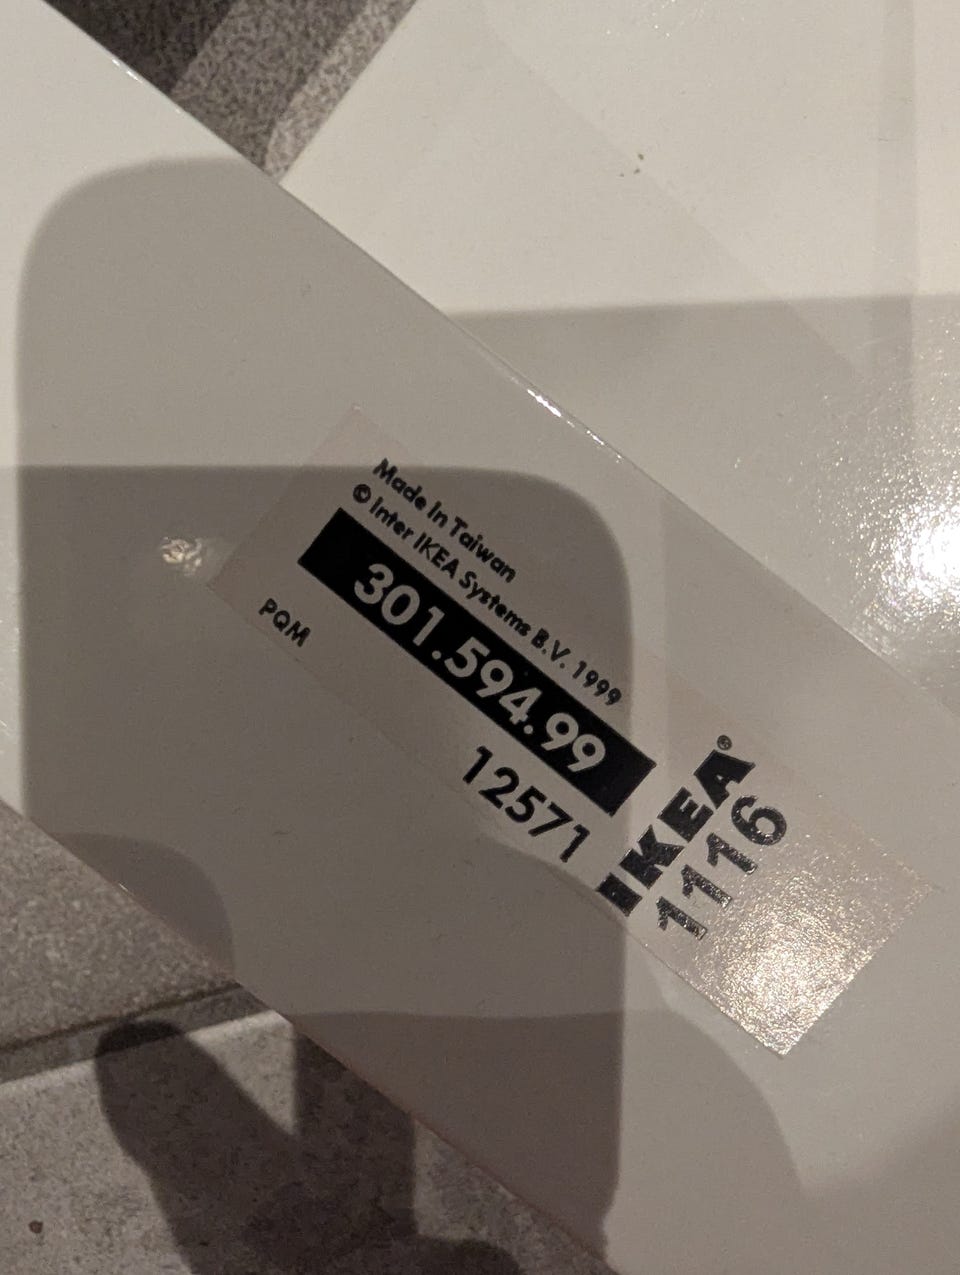 Made in Taiwan
© Inter IKEA Systems B.V. 1999
301.594.99
PQM
12571
IKEA®
1116